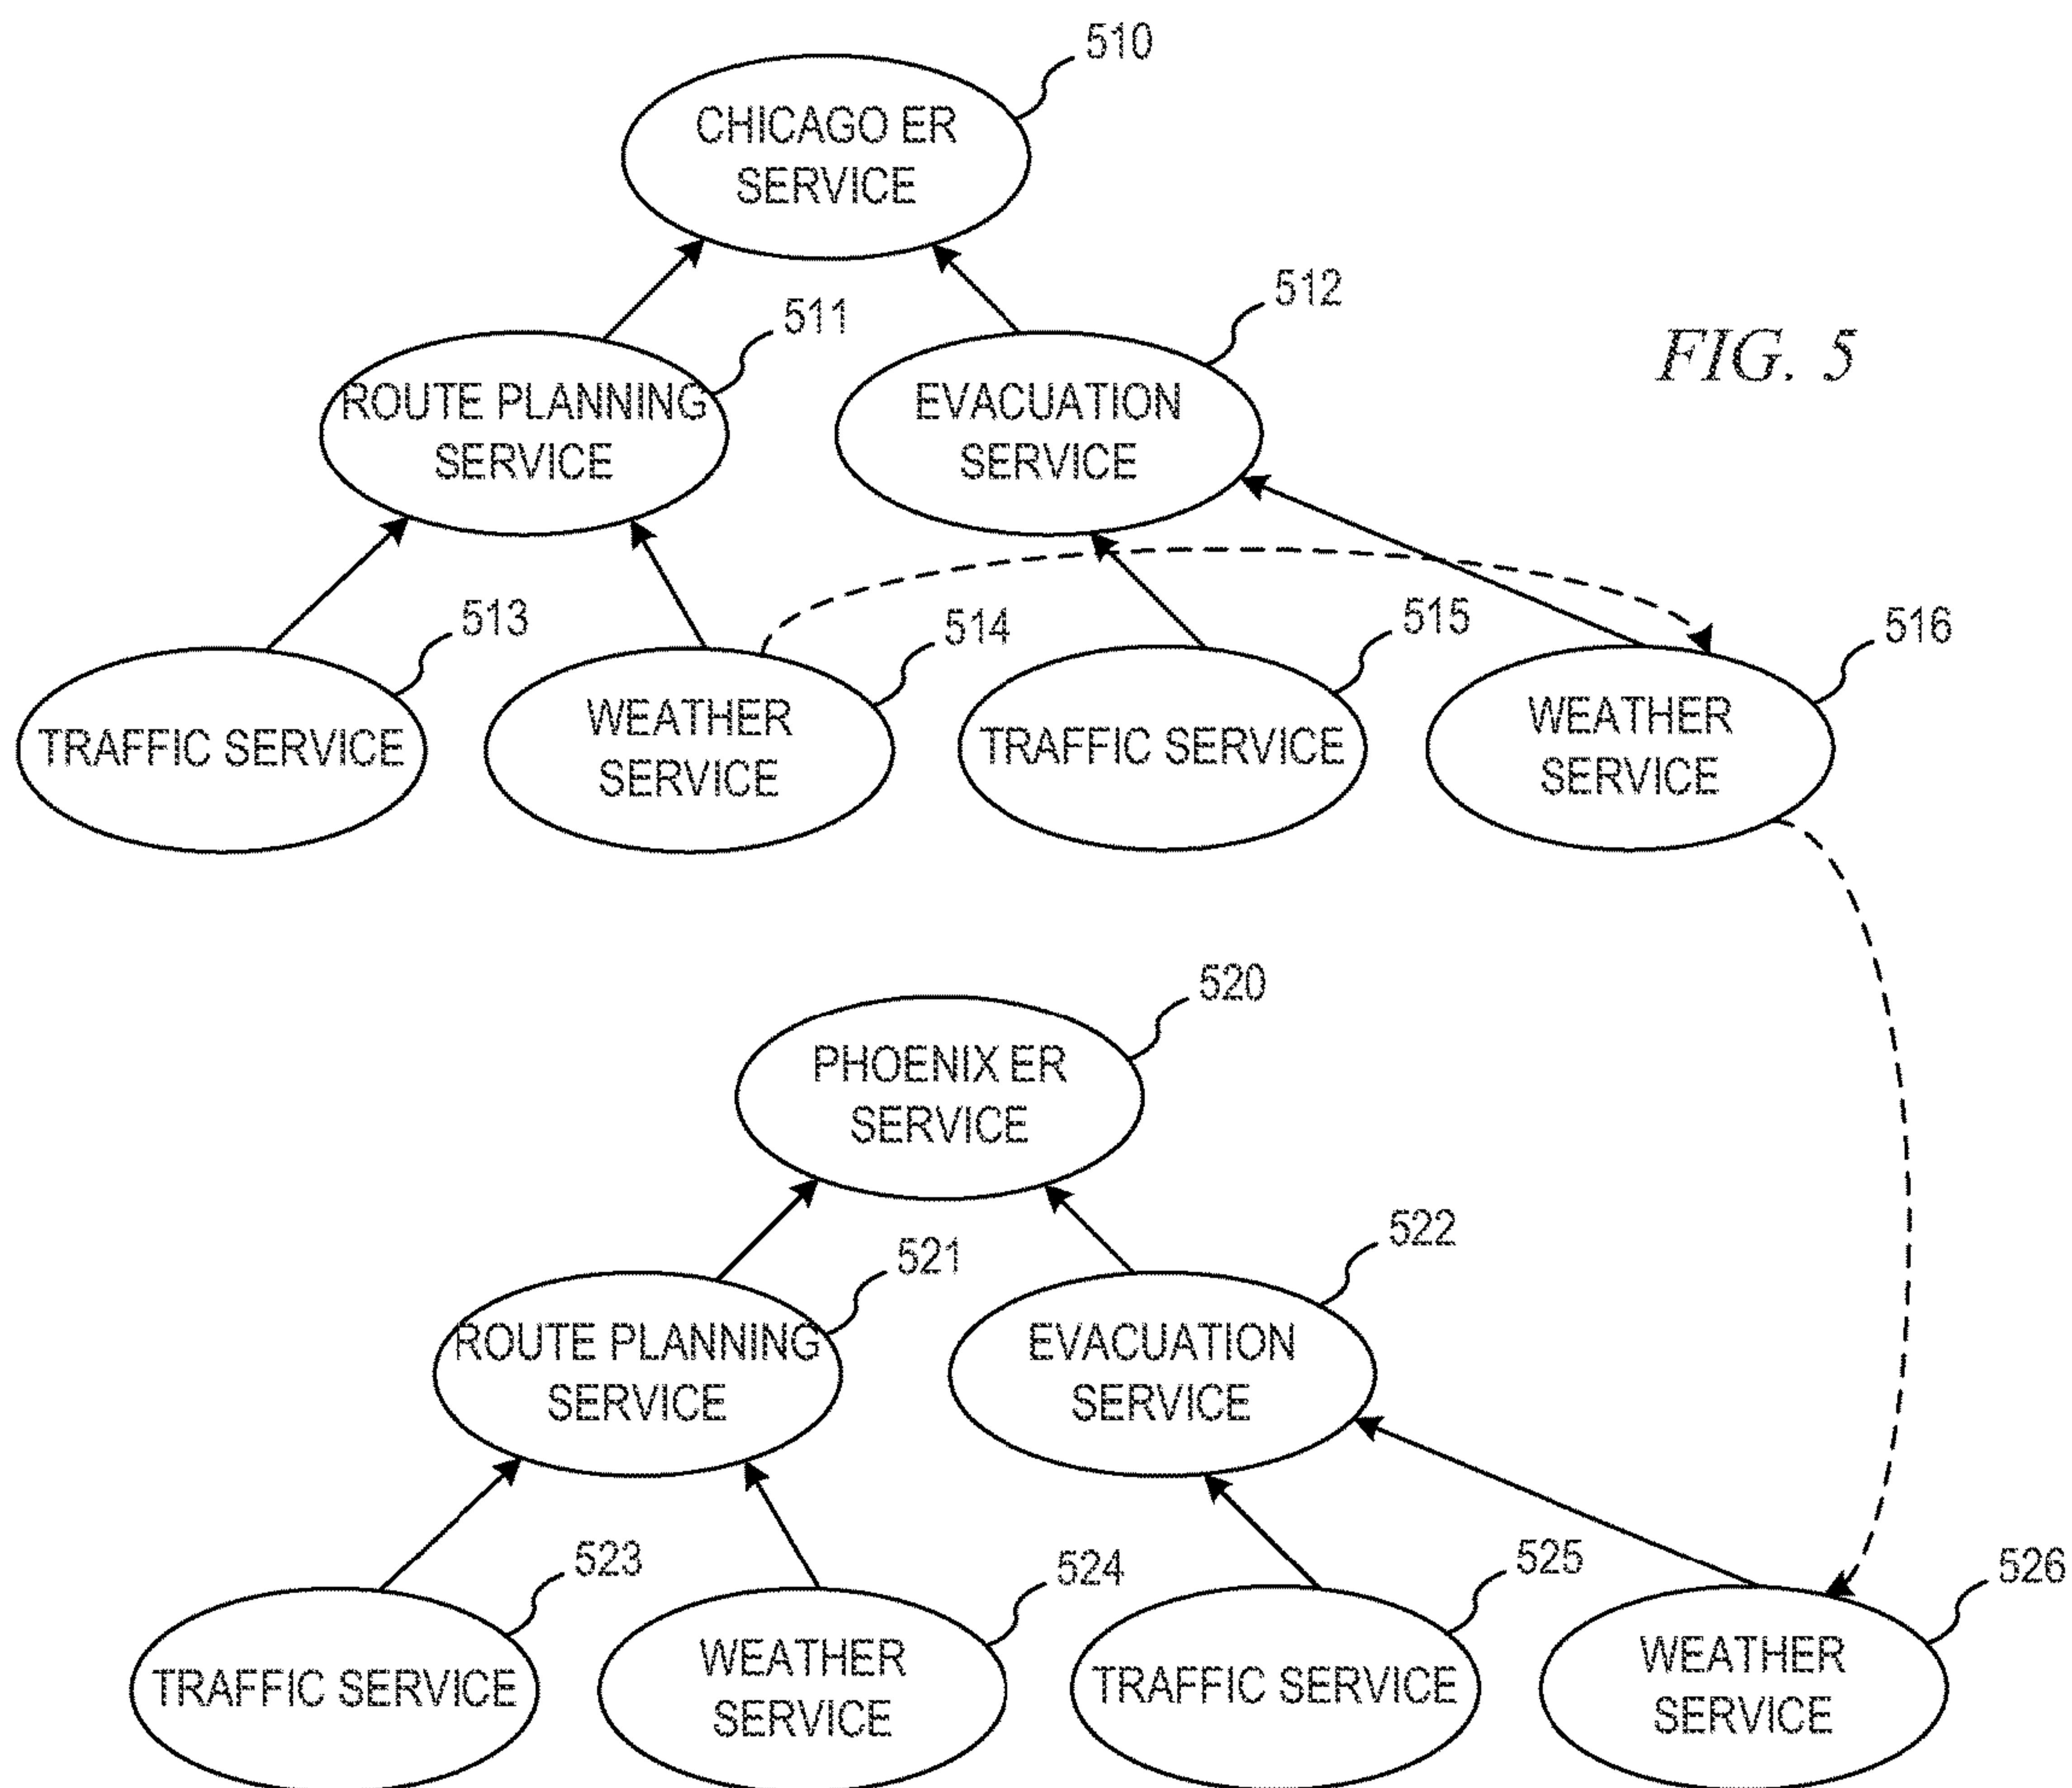 510
CHICAGO ER
SERVICE
512
511
FIG. 5
ROUTE PLANNING
SERVICE
EVACUATION
SERVICE
513
514
515
516
TRAFFIC SERVICE
WEATHER
SERVICE
TRAFFIC SERVICE
WEATHER
SERVICE
520
PHOENIX ER
SERVICE
522
521
ROUTE PLANNING
SERVICE
EVACUATION
SERVICE
523
524
525
526
TRAFFIC SERVICE
WEATHER
SERVICE
TRAFFIC SERVICE
WEATHER
SERVICE